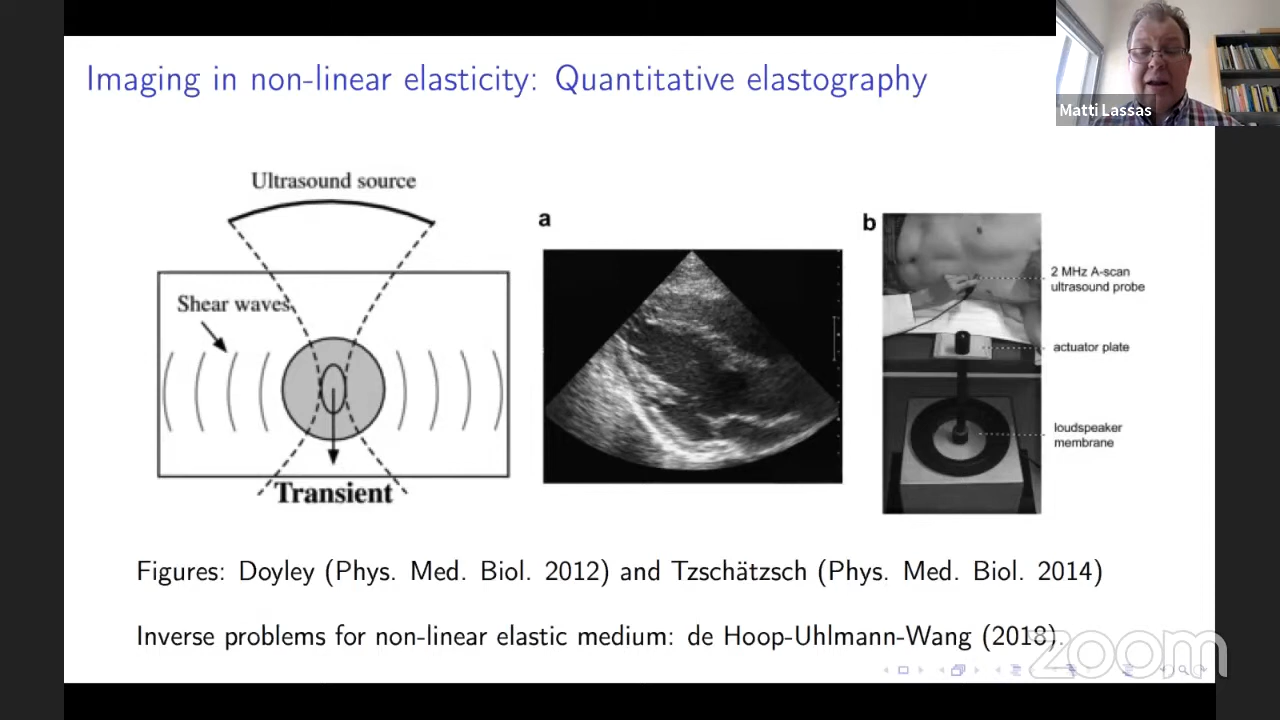 Imaging in non-linear elasticity: Quantitative elastography
Matti Lassas
Ultrasound source
Shear waves
Transient
a
b
2 MHz A-scan
ultrasound probe
actuator plate
loudspeaker
membrane
Figures: Doyley (Phys. Med. Biol. 2012) and Tzschätzsch (Phys. Med. Biol. 2014)
Inverse problems for non-linear elastic medium: de Hoop-Uhlmann-Wang (2018).
zoom